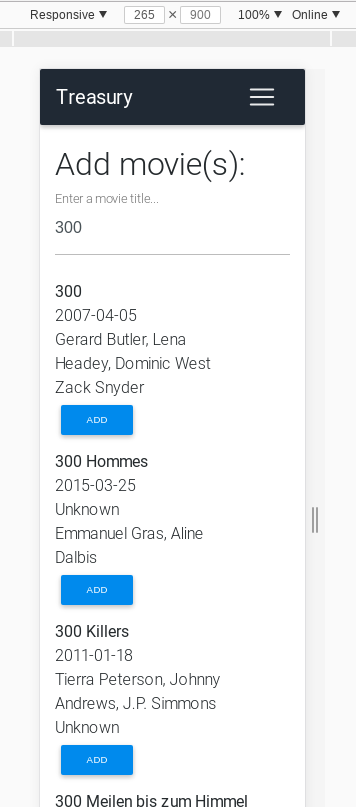 Responsive 265 × 900 100% Online
Treasury
Add movie(s):
Enter a movie title...
300
300
2007-04-05
Gerard Butler, Lena
Headey, Dominic West
Zack Snyder
ADD
300 Hommes
2015-03-25
Unknown
Emmanuel Gras, Aline
Dalbis
ADD
300 Killers
2011-01-18
Tierra Peterson, Johnny
Andrews, J.P. Simmons
Unknown
ADD
300 Meilen bis zum Himmel